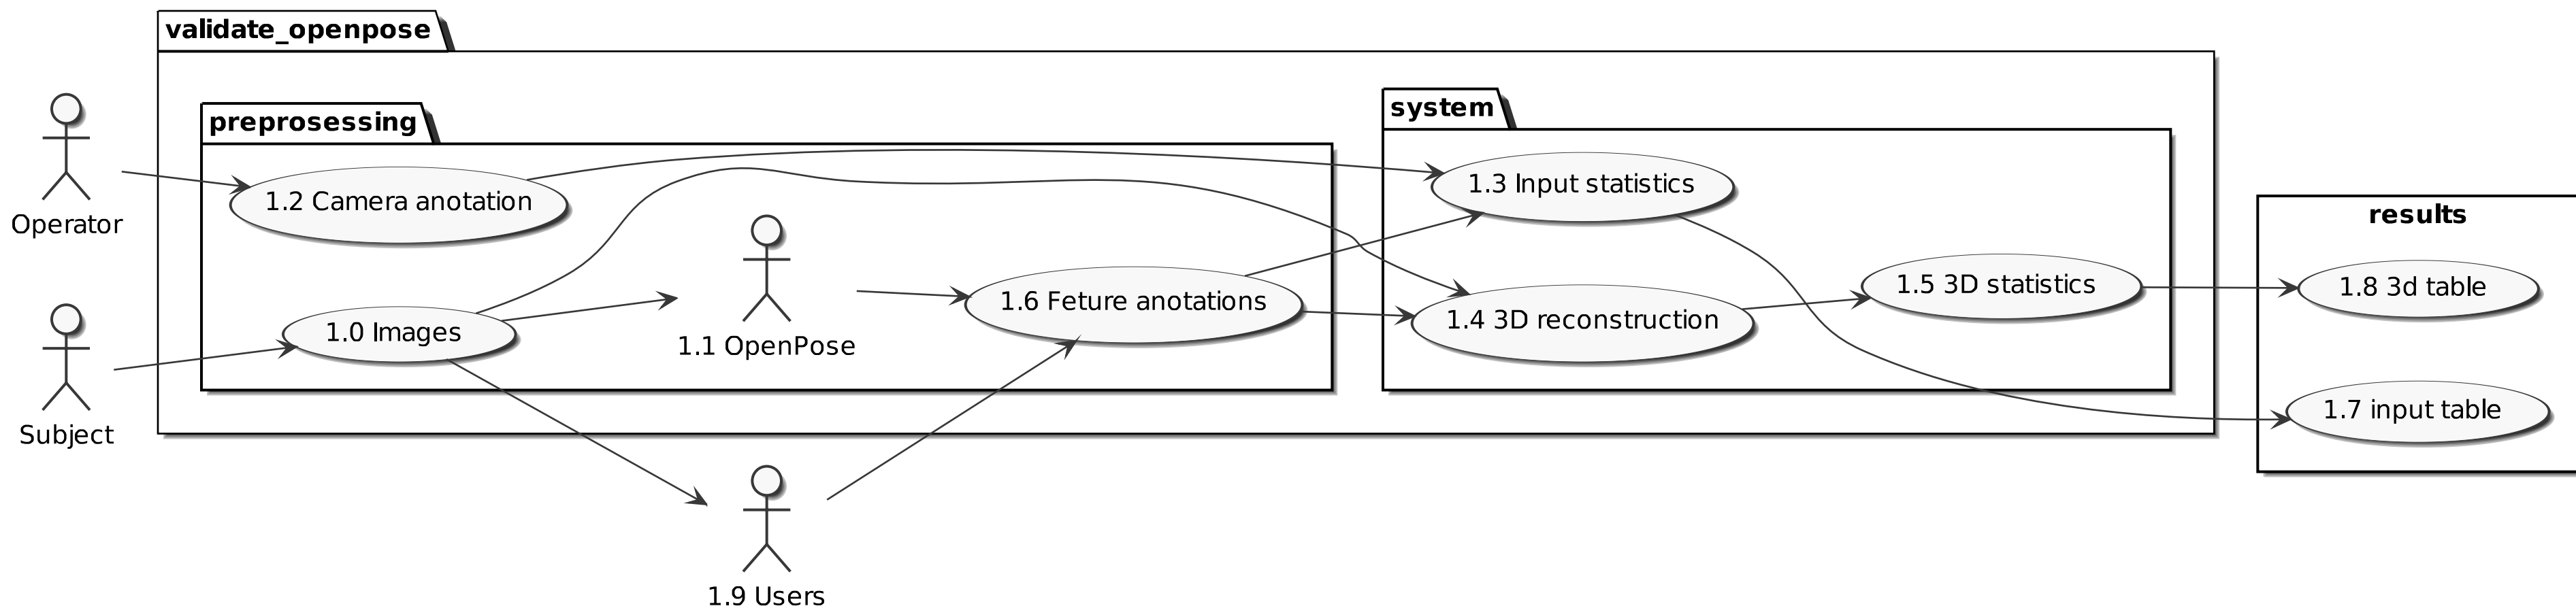 validate_openpose
preprosessing
system
results
Operator
Subject
1.2 Camera anotation
1.0 Images
1.1 OpenPose
1.6 Feture anotations
1.9 Users
1.3 Input statistics
1.4 3D reconstruction
1.5 3D statistics
1.8 3d table
1.7 input table